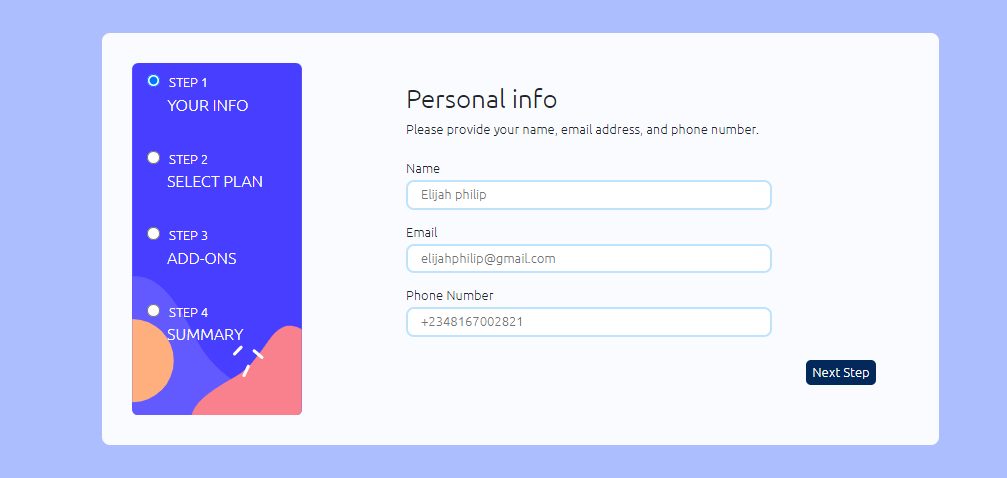 STEP 1
YOUR INFO
STEP 2
SELECT PLAN
STEP 3
ADD-ONS
STEP 4
SUMMARY
Personal info
Please provide your name, email address, and phone number.
Name
Elijah philip
Email
elijahphilip@gmail.com
Phone Number
+2348167002821
Next Step